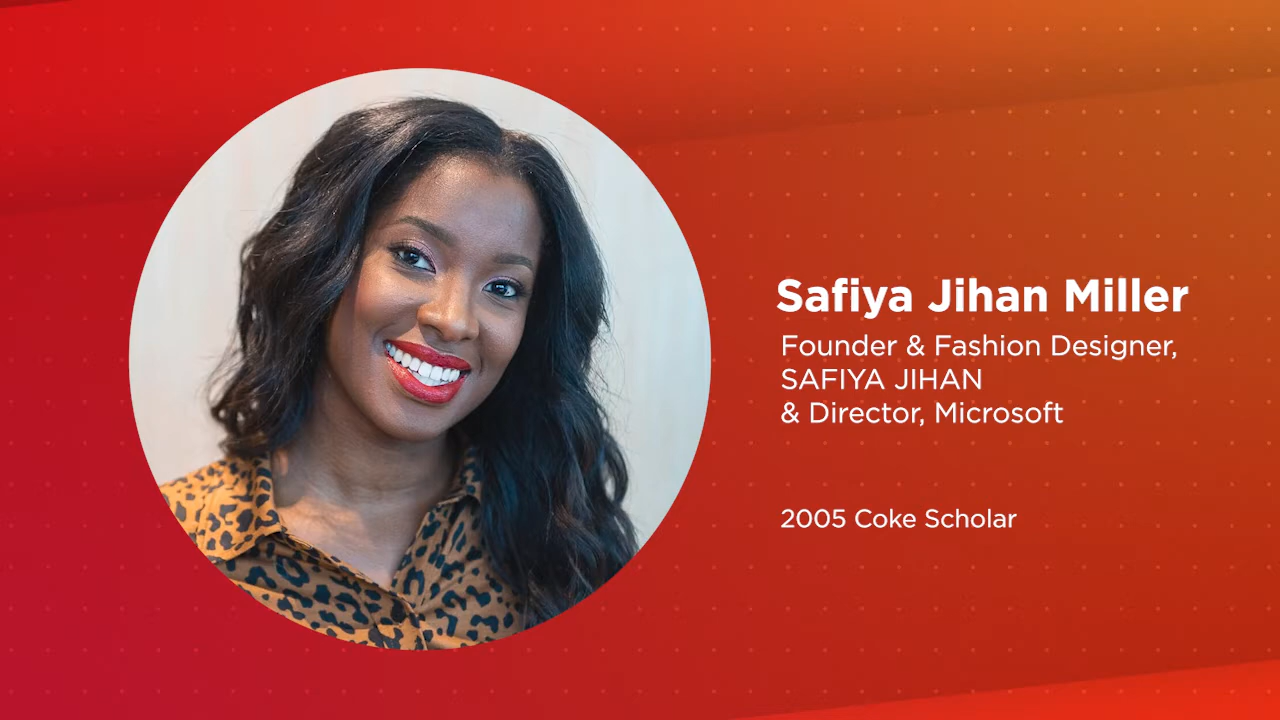 Safiya Jihan Miller
Founder & Fashion Designer,
SAFIYA JIHAN
& Director, Microsoft
2005 Coke Scholar